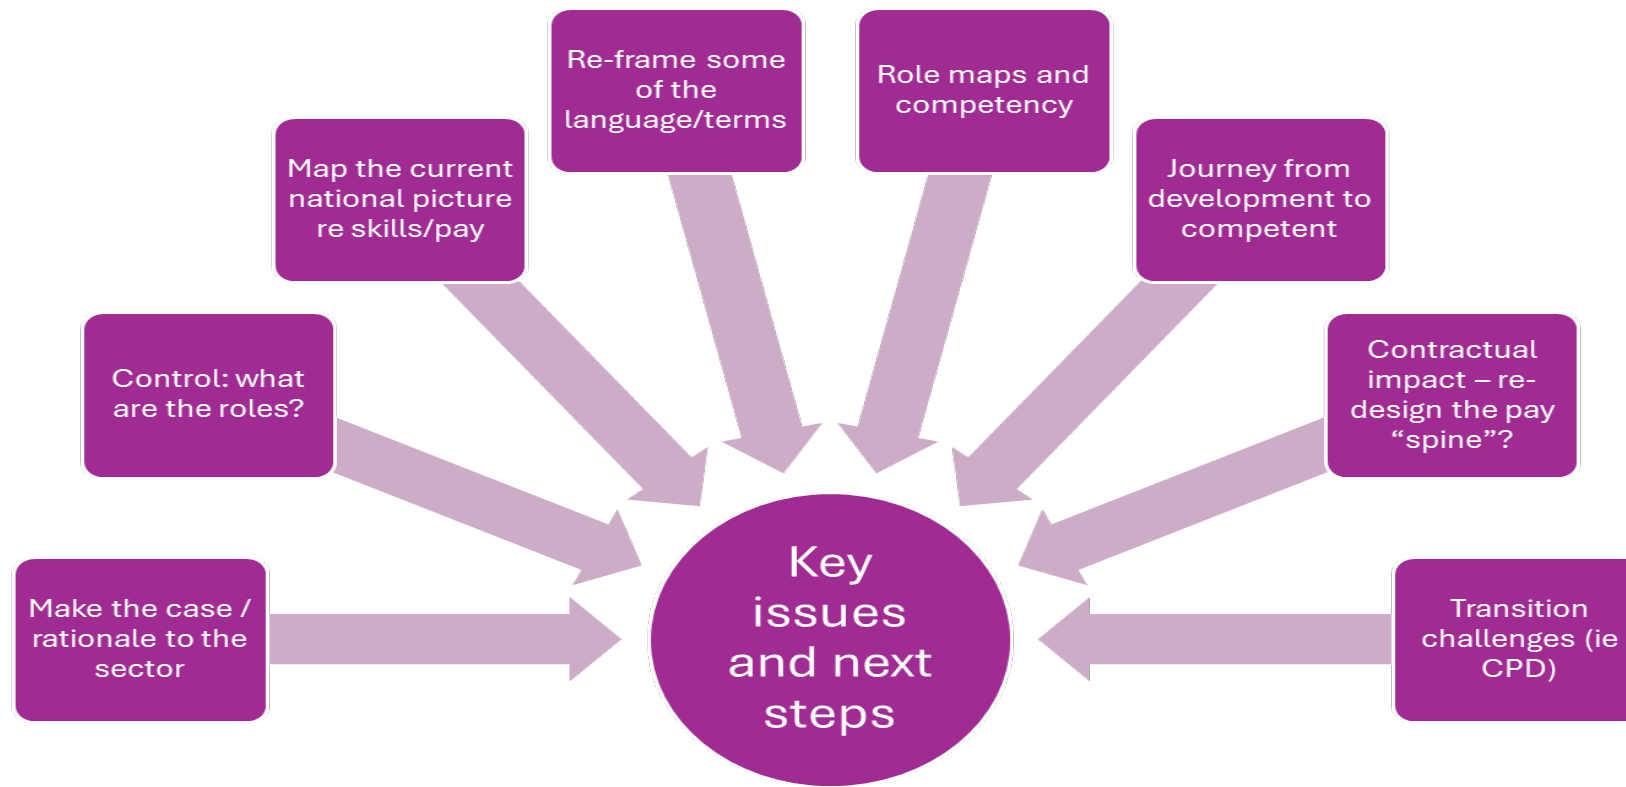 Re-frame some
of the
language/terms
Role maps and
competency
Map the current
national picture
re skills/pay
Journey from
development to
competent
Control: what
are the roles?
Contractual
impact – re-
design the pay
“spine”?
Make the case /
rationale to the
sector
Key
issues
and next
steps
Transition
challenges (ie
CPD)